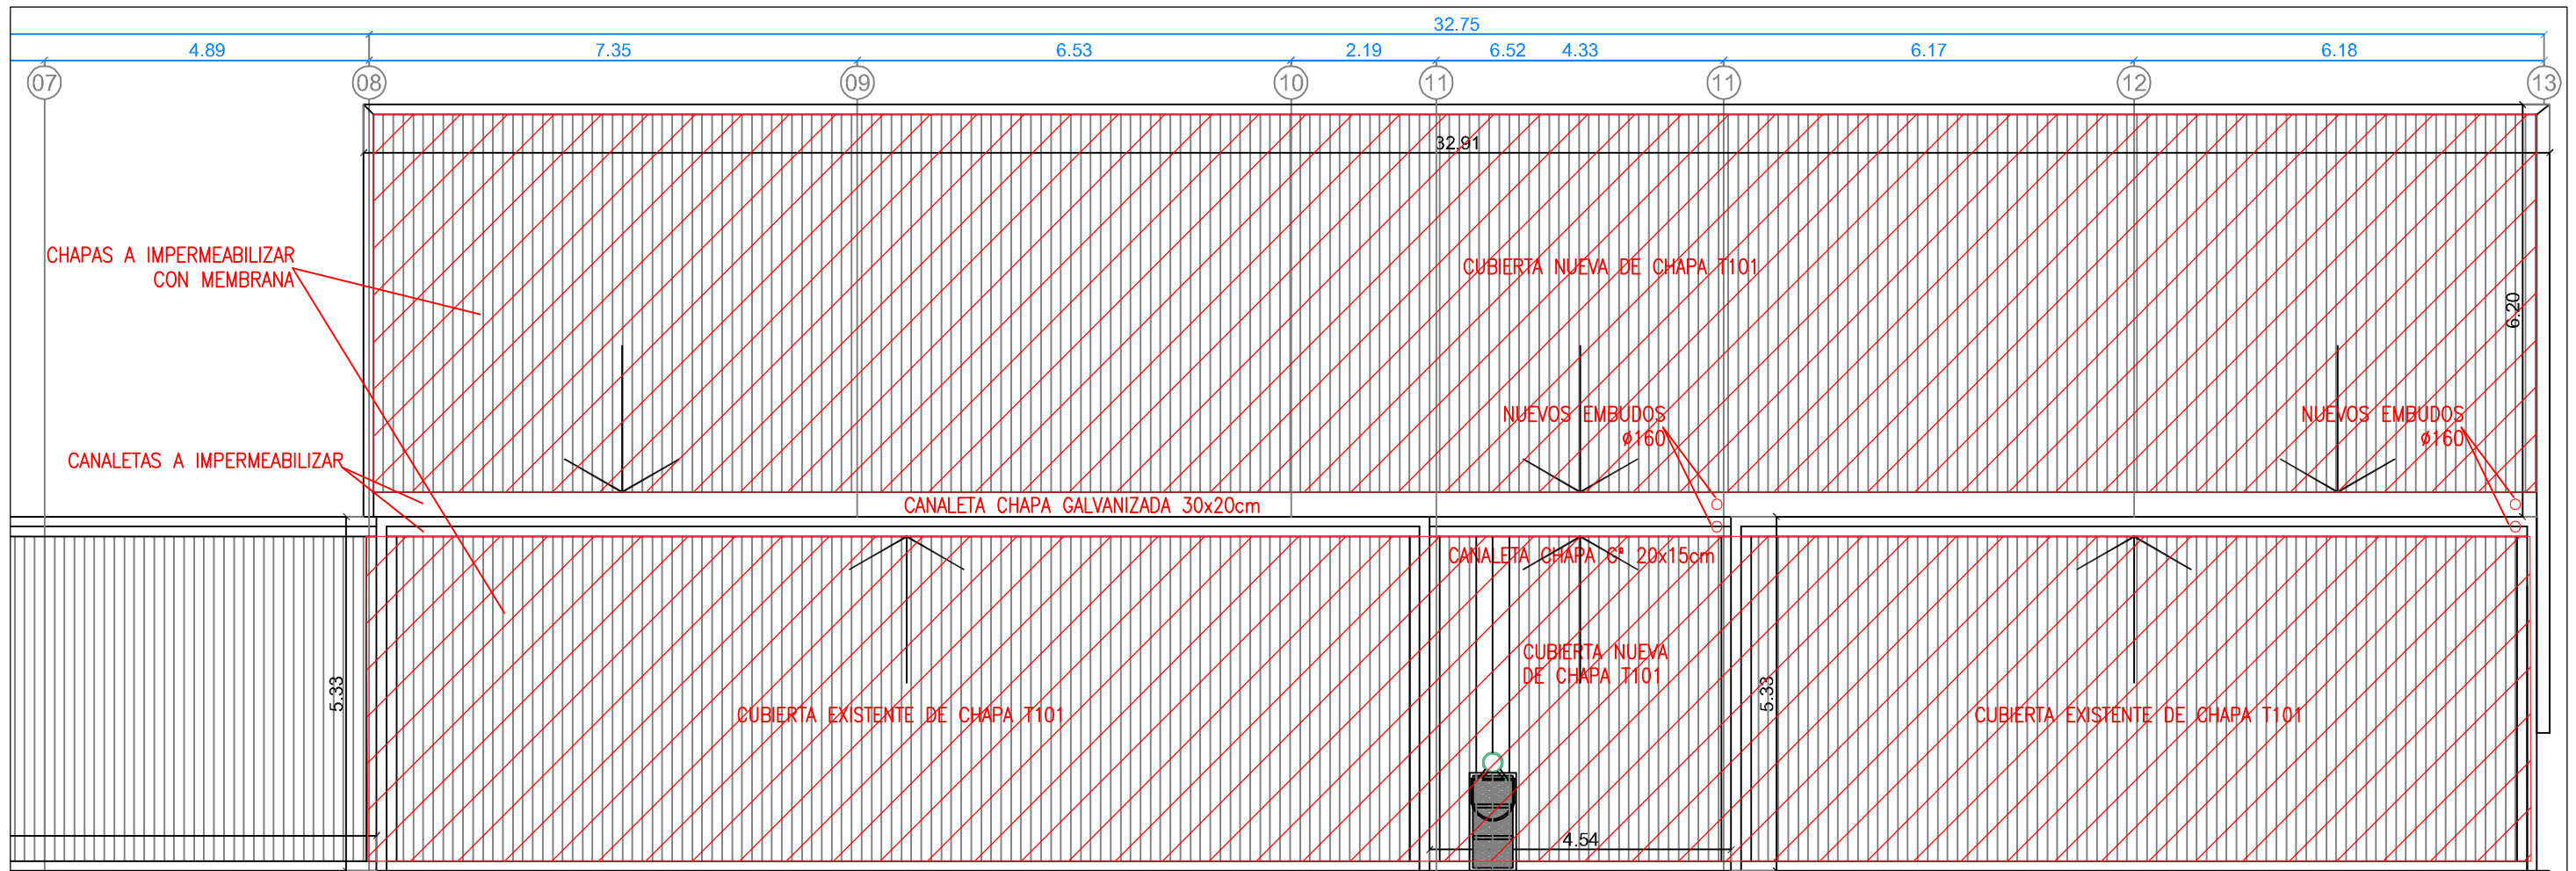 32.75
4.89 7.35 6.53 2.19 6.52 4.33 6.17 6.18
07 08 09 10 11 11 12 13
32.91
CHAPAS A IMPERMEABILIZAR
CON MEMBRANA
CUBIERTA NUEVA DE CHAPA T101
6.20
NUEVOS EMBUDOS
ø160
NUEVOS EMBUDOS
ø160
CANALETAS A IMPERMEABILIZAR
CANALETA CHAPA GALVANIZADA 30x20cm
CANALETA CHAPA C° 20x15cm
CUBIERTA NUEVA
DE CHAPA T101
5.33
5.33
CUBIERTA EXISTENTE DE CHAPA T101
CUBIERTA EXISTENTE DE CHAPA T101
4.54